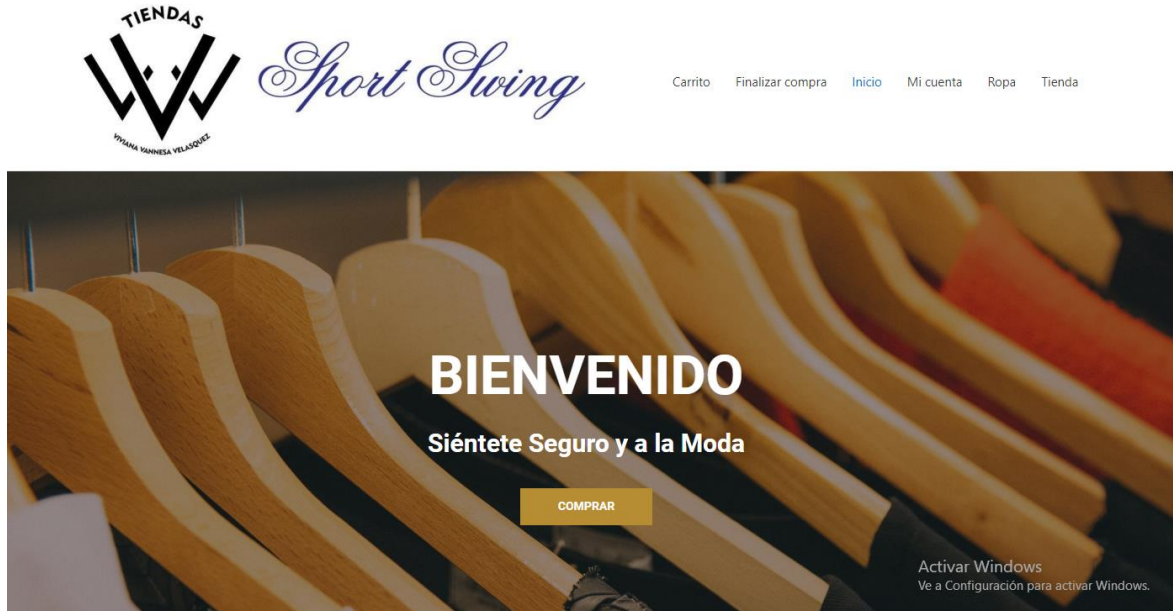 TIENDAS
VIVIANA VANNESA VELASQUEZ
Sport Swing
Carrito Finalizar compra Inicio Mi cuenta Ropa Tienda
BIENVENIDO
Siéntete Seguro y a la Moda
COMPRAR
Activar Windows
Ve a Configuración para activar Windows.